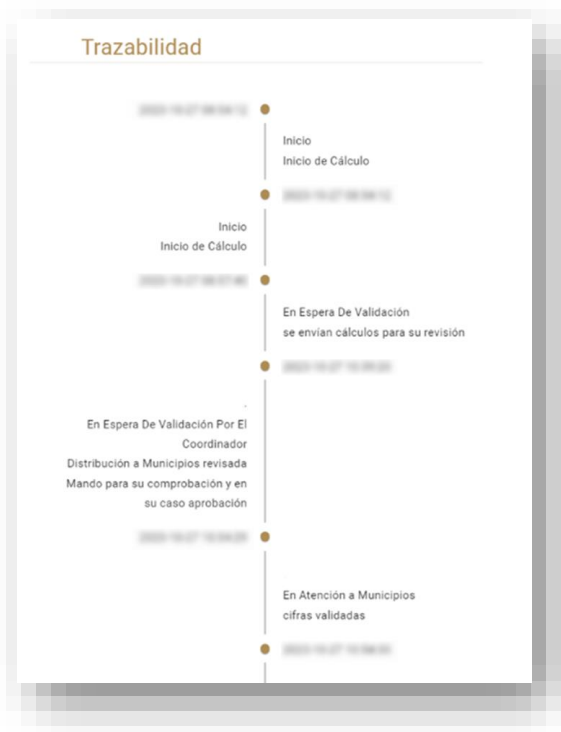 Trazabilidad
Inicio
Inicio de Cálculo
Inicio
Inicio de Cálculo
En Espera De Validación
se envían cálculos para su revisión
.
En Espera De Validación Por El
Coordinador
Distribución a Municipios revisada
Mando para su comprobación y en
su caso aprobación
En Atención a Municipios
cifras validadas